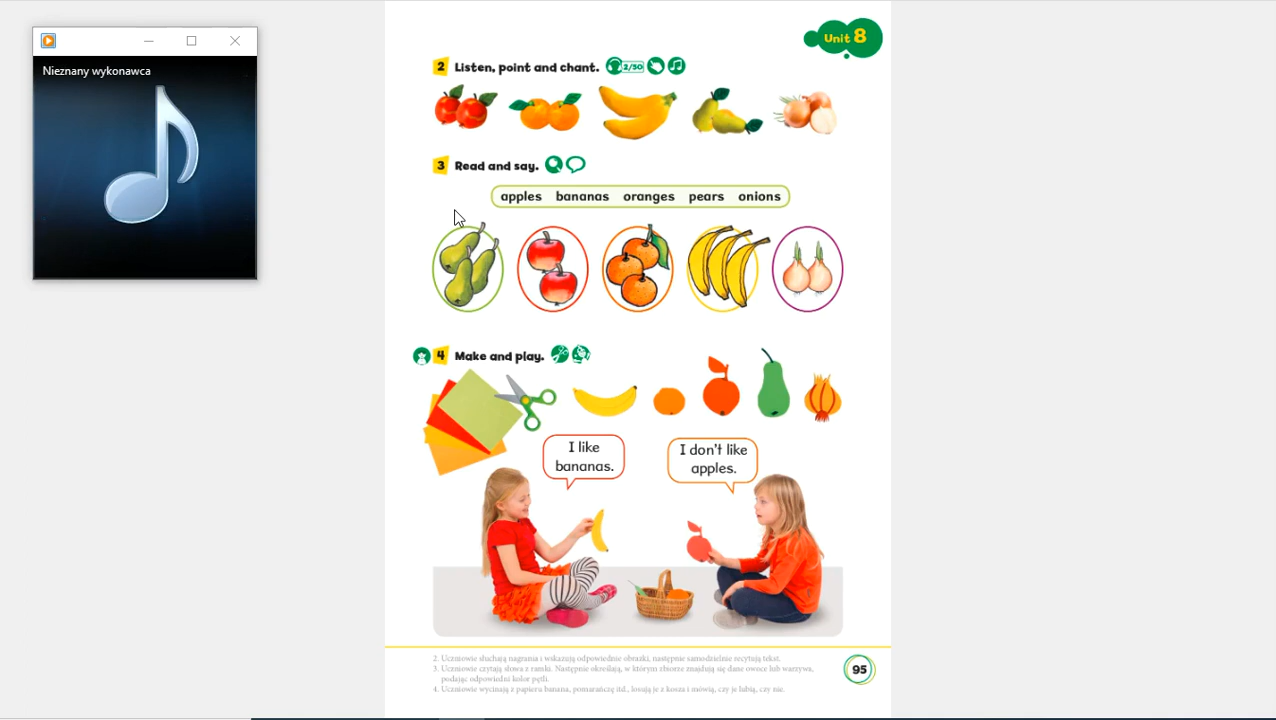 Nieznany wykonawca
Unit 8
2 Listen, point and chant. 2/50
3 Read and say.
apples bananas oranges pears onions
4 Make and play.
I like
bananas.
I don't like
apples.
2. Uczniowie słuchają nagrania i wskazują odpowiednie obrazki, następnie samodzielnie recytują tekst.
3. Uczniowie czytają słowa z ramki. Następnie określają, w którym zbiorze znajdują się dane owoce lub warzywa,
podając odpowiedni kolor pętli.
4. Uczniowie wycinają z papieru banana, pomarańczę itd., losują je z kosza i mówią, czy je lubią, czy nie.
95